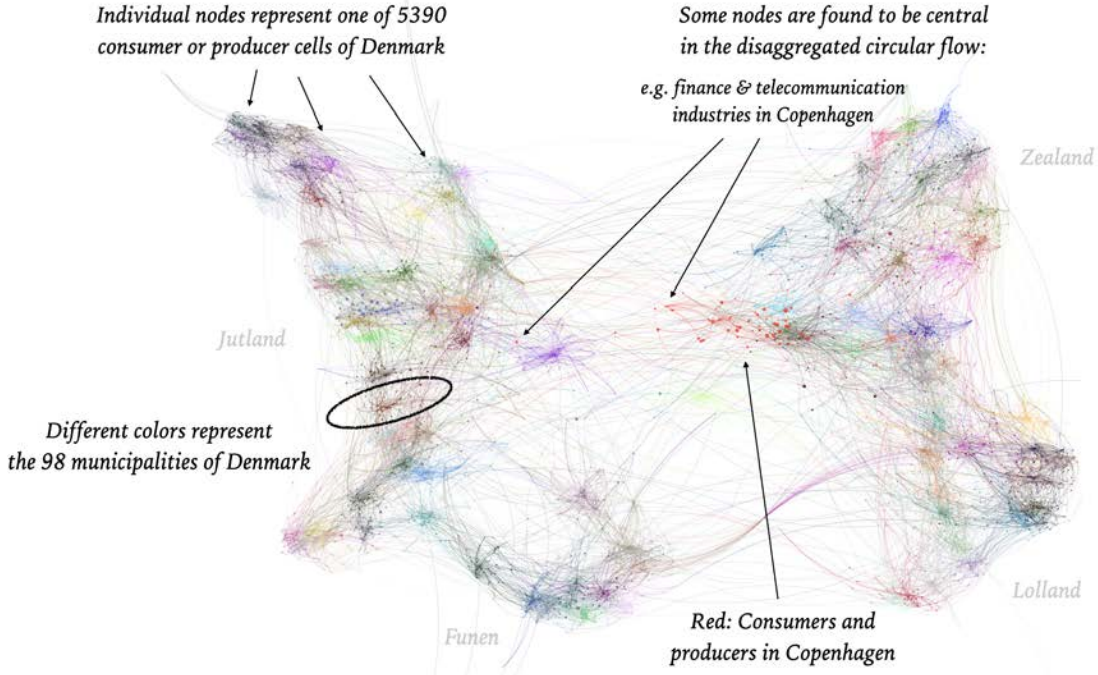 Individual nodes represent one of 5390
consumer or producer cells of Denmark
Some nodes are found to be central
in the disaggregated circular flow:
e.g. finance & telecommunication
industries in Copenhagen
Zealand
Jutland
Different colors represent
the 98 municipalities of Denmark
Lolland
Funen
Red: Consumers and
producers in Copenhagen